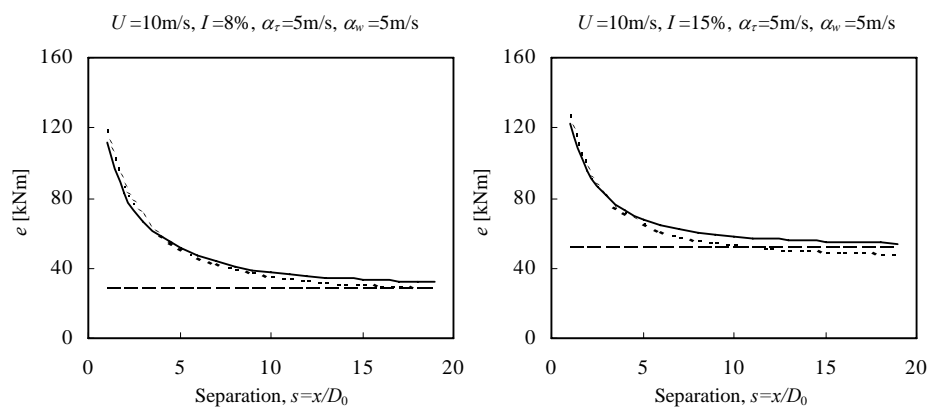 U =10m/s, I =8%, ατ=5m/s, αw =5m/s
160
120
80
40
0
e [kNm]
0 5 10 15 20
Separation, s=x/D0
U =10m/s, I =15%, ατ=5m/s, αw =5m/s
160
120
80
40
0
e [kNm]
0 5 10 15 20
Separation, s=x/D0